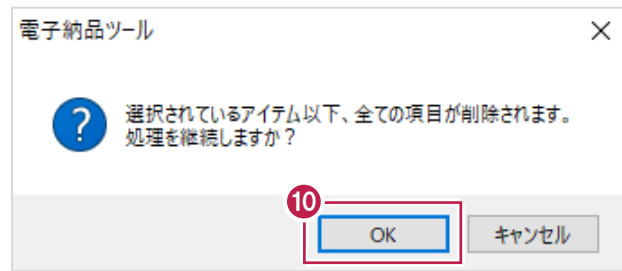 電子納品ツール
選択されているアイテム以下、全ての項目が削除されます。
処理を継続しますか？
10
OK
キャンセル